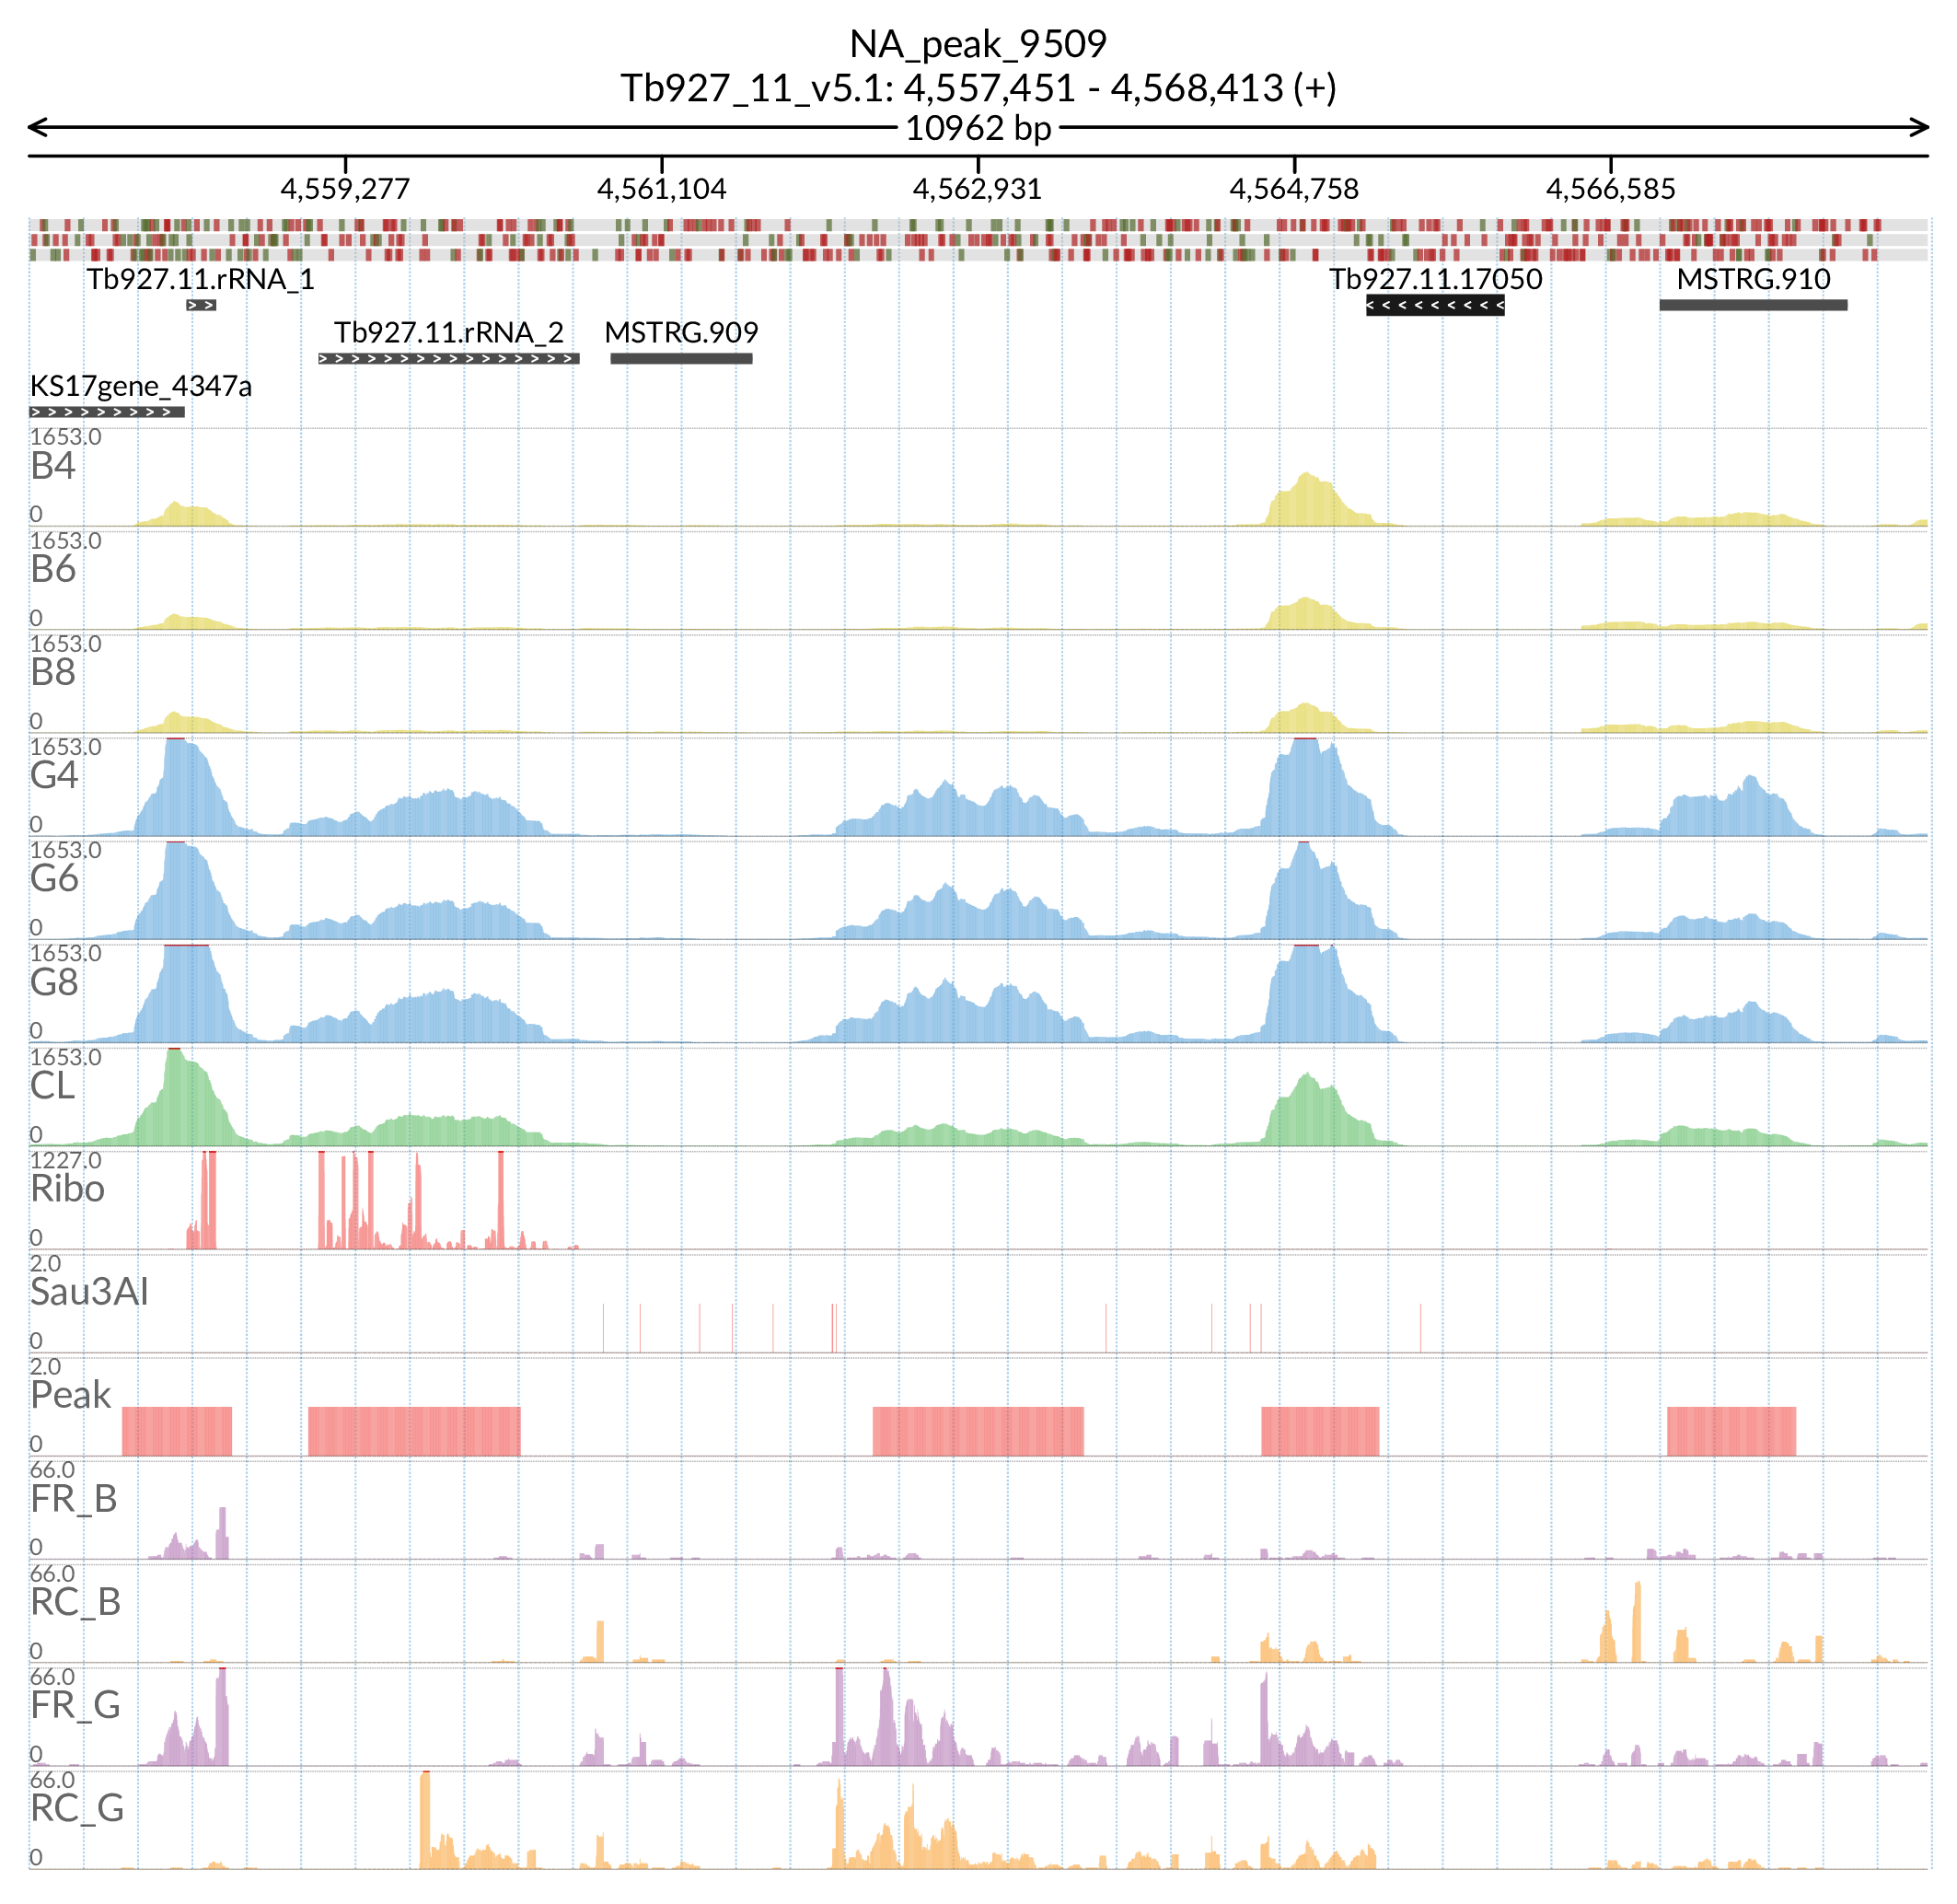 NA_peak_9509
Tb927_11_v5.1: 4,557,451 - 4,568,413 (+)
10962 bp
4,559,277 4,561,104 4,562,931 4,564,758 4,566,585
Tb927.11.rRNA_1 Tb927.11.17050 MSTRG.910
Tb927.11.rRNA_2 MSTRG.909
KS17gene_4347a
1653.0
B4
0
1653.0
B6
0
1653.0
B8
0
1653.0
G4
0
1653.0
G6
0
1653.0
G8
0
1653.0
CL
0
1227.0
Ribo
0
2.0
Sau3AI
0
2.0
Peak
0
66.0
FR_B
0
66.0
RC_B
0
66.0
FR_G
0
66.0
RC_G
0